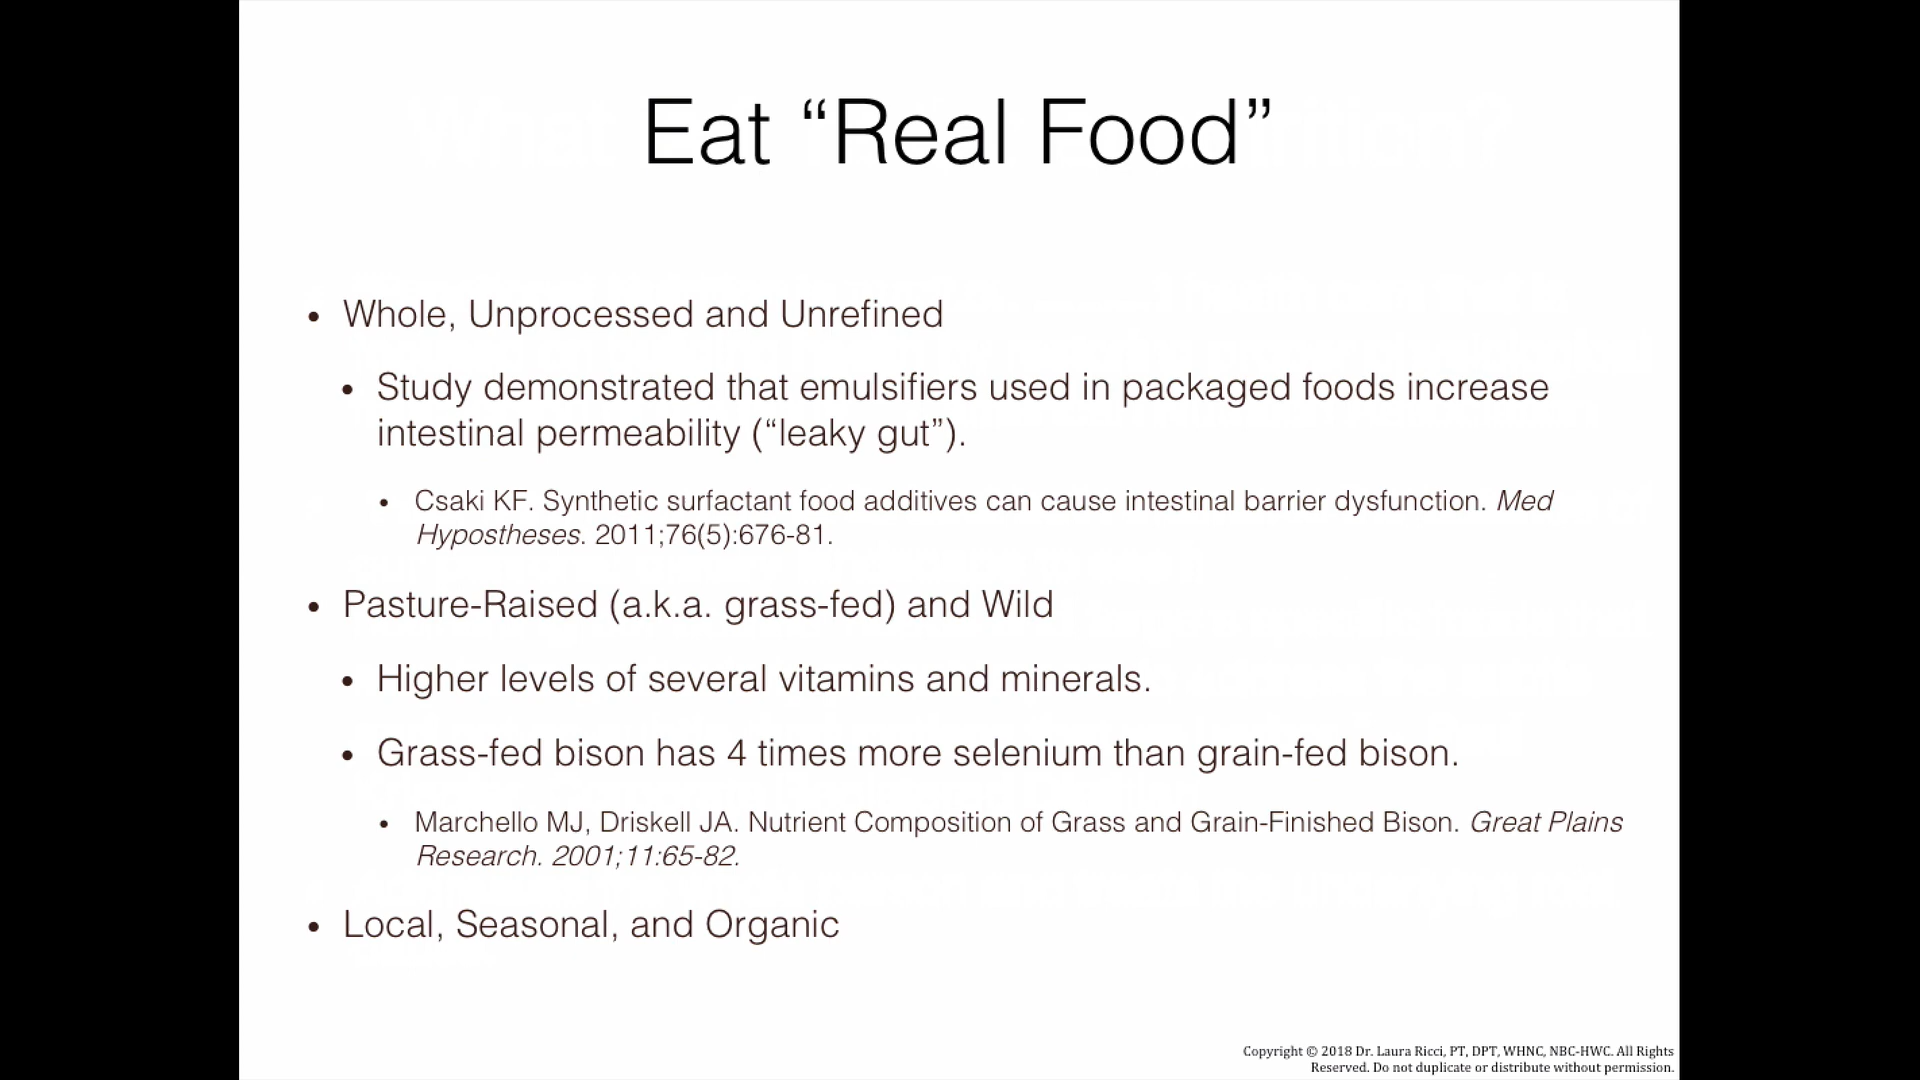 Eat “Real Food”
• Whole, Unprocessed and Unrefined
• Study demonstrated that emulsifiers used in packaged foods increase
intestinal permeability (“leaky gut”).
• Csaki KF. Synthetic surfactant food additives can cause intestinal barrier dysfunction. Med
Hypostheses. 2011;76(5):676-81.
• Pasture-Raised (a.k.a. grass-fed) and Wild
• Higher levels of several vitamins and minerals.
• Grass-fed bison has 4 times more selenium than grain-fed bison.
• Marchello MJ, Driskell JA. Nutrient Composition of Grass and Grain-Finished Bison. Great Plains
Research. 2001;11:65-82.
• Local, Seasonal, and Organic
Copyright © 2018 Dr. Laura Ricci, PT, DPT, WHNC, NBC-HWC. All Rights
Reserved. Do not duplicate or distribute without permission.